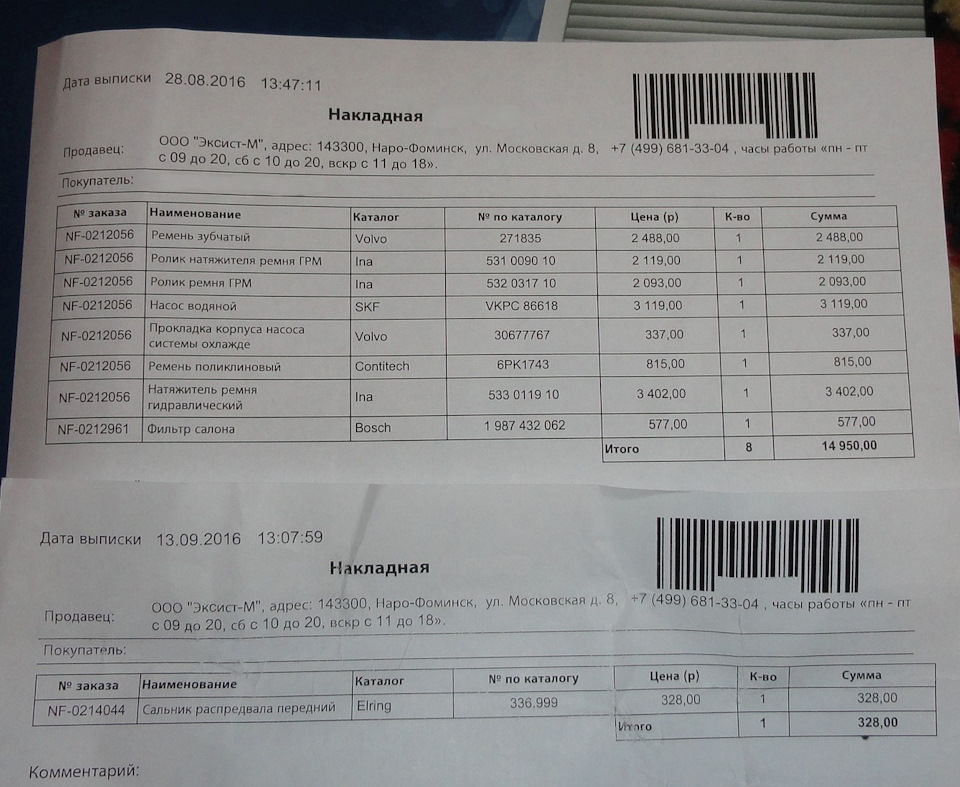 Дата выписки 28.08.2016 13:47:11
Накладная
Продавец: ООО "Эксист-М", адрес: 143300, Наро-Фоминск, ул. Московская д. 8, +7 (499) 681-33-04 , часы работы «пн - пт
с 09 до 20, сб с 10 до 20, вскр с 11 до 18».
Покупатель:
№ заказа Наименование Каталог № по каталогу Цена (р) К-во Сумма
NF-0212056 Ремень зубчатый Volvo 271835 2 488,00 1 2 488,00
NF-0212056 Ролик натяжителя ремня ГРМ Ina 531 0090 10 2 119,00 1 2 119,00
NF-0212056 Ролик ремня ГРМ Ina 532 0317 10 2 093,00 1 2 093,00
NF-0212056 Насос водяной SKF VKPC 86618 3 119,00 1 3 119,00
NF-0212056 Прокладка корпуса насоса Volvo 30677767 337,00 1 337,00
системы охлажде
NF-0212056 Ремень поликлиновый Contitech 6PK1743 815,00 1 815,00
NF-0212056 Натяжитель ремня Ina 533 0119 10 3 402,00 1 3 402,00
гидравлический
NF-0212961 Фильтр салона Bosch 1 987 432 062 577,00 1 577,00
Итого 8 14 950,00
Дата выписки 13.09.2016 13:07:59
Накладная
Продавец: ООО "Эксист-М", адрес: 143300, Наро-Фоминск, ул. Московская д. 8, +7 (499) 681-33-04 , часы работы «пн - пт
с 09 до 20, сб с 10 до 20, вскр с 11 до 18».
Покупатель:
№ заказа Наименование Каталог № по каталогу Цена (р) К-во Сумма
NF-0214044 Сальник распредвала передний Elring 336.999 328,00 1 328,00
Итого 1 328,00
Комментарий: